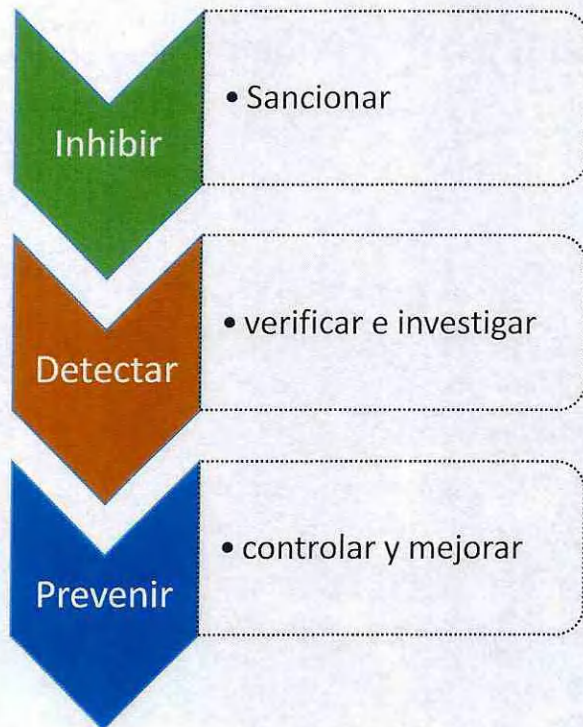 Inhibir
• Sancionar
Detectar
• verificar e investigar
Prevenir
• controlar y mejorar